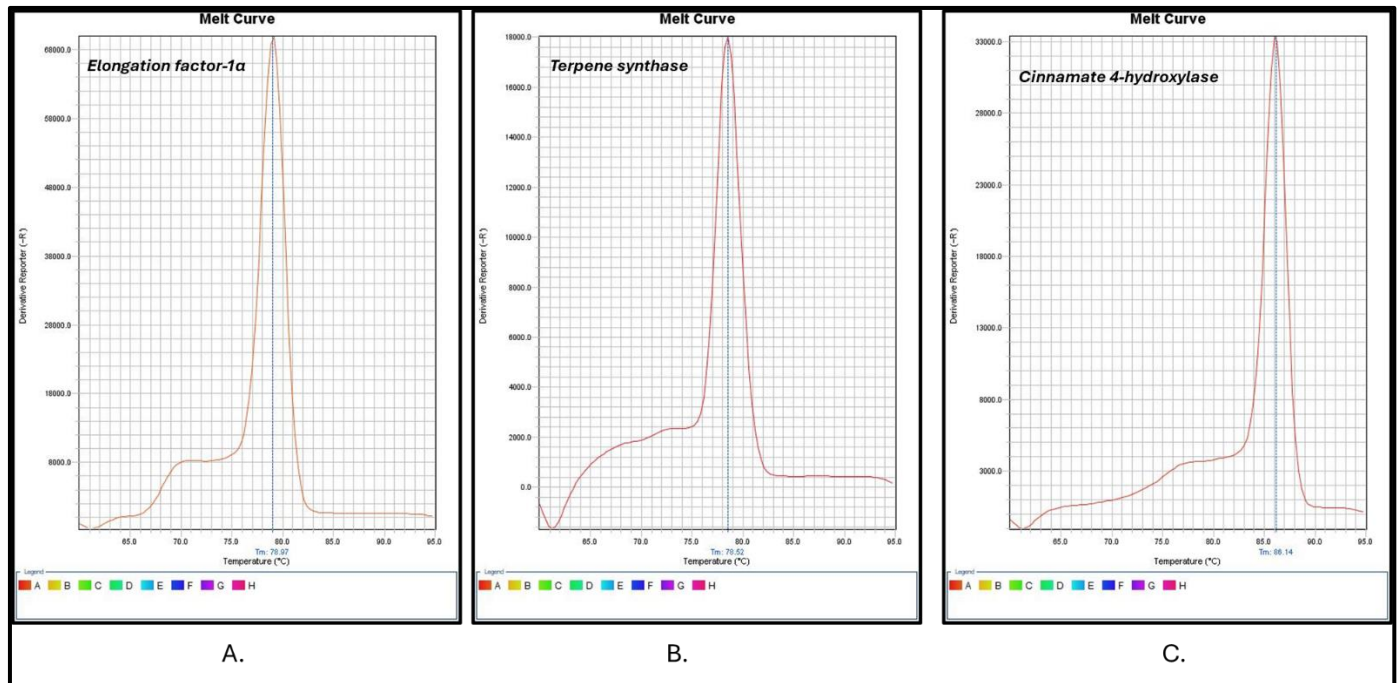 Melt Curve
Elongation factor-1α
68000.0
58000.0
48000.0
38000.0
28000.0
18000.0
8000.0
Derivative Reporter (-R')
65.0 70.0 75.0 80.0 85.0 90.0 95.0
Tm: 78.97
Temperature (°C)
Legend
A B C D E F G H
A.
Melt Curve
Terpene synthase
18000.0
16000.0
14000.0
12000.0
10000.0
8000.0
6000.0
4000.0
2000.0
0.0
Derivative Reporter (-R')
65.0 70.0 75.0 80.0 85.0 90.0 95.0
Tm: 78.52
Temperature (°C)
Legend
A B C D E F G H
B.
Melt Curve
Cinnamate 4-hydroxylase
33000.0
28000.0
23000.0
18000.0
13000.0
8000.0
3000.0
Derivative Reporter (-R')
65.0 70.0 75.0 80.0 85.0 90.0 95.0
Tm: 86.14
Temperature (°C)
Legend
A B C D E F G H
C.